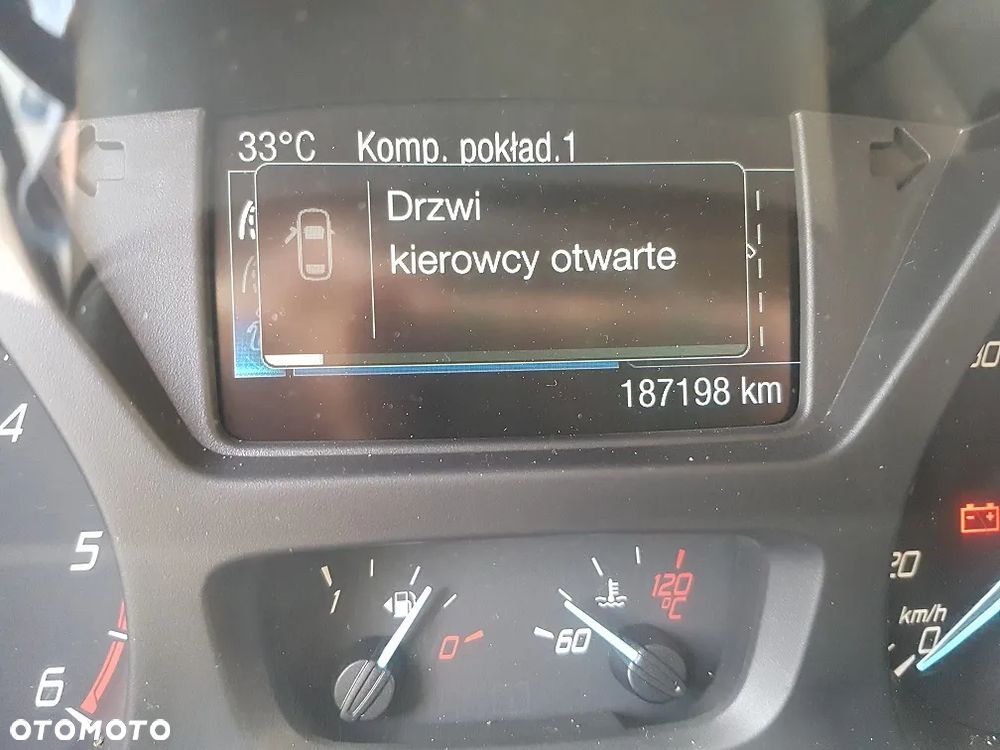 33°C Komp. pokład.1
Drzwi
kierowcy otwarte
187198 km
4
5
6
1
0
60
120
°C
20
km/h
0
OTOMOTO